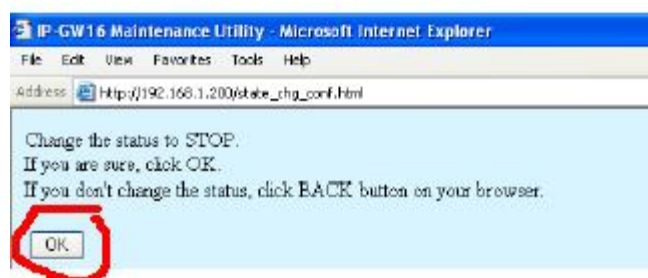 IP-GW16 Maintenance Utility - Microsoft Internet Explorer
File Edit View Favorites Tools Help
Address http://192.168.1.200/state_chg_conf.html
Change the status to STOP.
If you are sure, click OK.
If you don't change the status, click BACK button on your browser.
OK